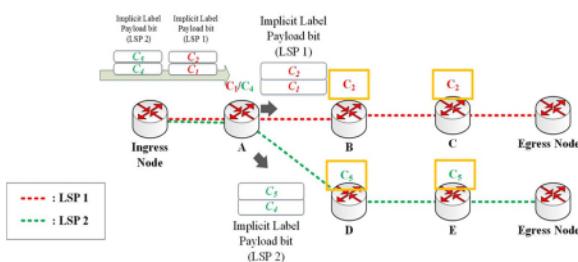 Implicit Label
Payload bit
(LSP 2)
Implicit Label
Payload bit
(LSP 1)
Implicit Label
Payload bit
(LSP 1)
C5
C4
C2
C1
C2
C1
C1/C4
C2
C2
Ingress
Node
A
B
C
Egress Node
C5
C4
C5
C5
Implicit Label
Payload bit
(LSP 2)
D
E
Egress Node
: LSP 1
: LSP 2